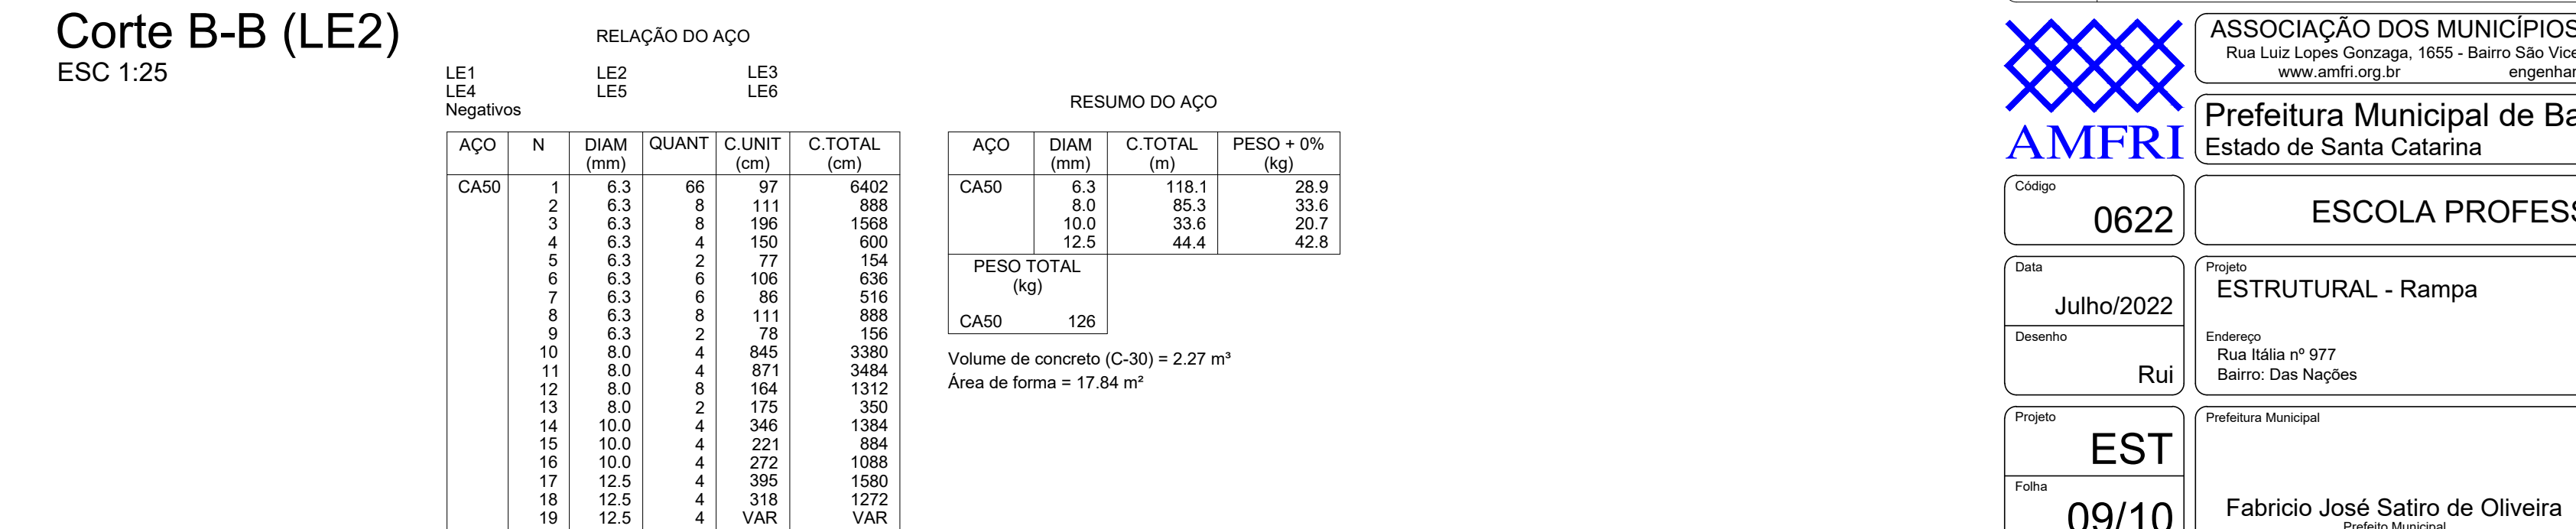 Corte B-B (LE2)
ESC 1:25
RELAÇÃO DO AÇO
LE1 LE2 LE3
LE4 LE5 LE6
Negativos
AÇO N DIAM QUANT C.UNIT C.TOTAL
(mm) (cm) (cm)
CA50 1 6.3 66 97 6402
2 6.3 8 111 888
3 6.3 8 196 1568
4 6.3 4 150 600
5 6.3 2 77 154
6 6.3 6 106 636
7 6.3 6 86 516
8 6.3 8 111 888
9 6.3 2 78 156
10 8.0 4 845 3380
11 8.0 4 871 3484
12 8.0 8 164 1312
13 8.0 2 175 350
14 10.0 4 346 1384
15 10.0 4 221 884
16 10.0 4 272 1088
17 12.5 4 395 1580
18 12.5 4 318 1272
19 12.5 4 VAR VAR
RESUMO DO AÇO
AÇO DIAM C.TOTAL PESO + 0%
(mm) (m) (kg)
CA50 6.3 118.1 28.9
8.0 85.3 33.6
10.0 33.6 20.7
12.5 44.4 42.8
PESO TOTAL
(kg)
CA50 126
Volume de concreto (C-30) = 2.27 m³
Área de forma = 17.84 m²
AMFRI
ASSOCIAÇÃO DOS MUNICÍPIOS
Rua Luiz Lopes Gonzaga, 1655 - Bairro São Vice
www.amfri.org.br engenhar
Prefeitura Municipal de Ba
Estado de Santa Catarina
Código
0622
ESCOLA PROFESS
Data
Julho/2022
Desenho
Rui
Projeto
ESTRUTURAL - Rampa
Endereço
Rua Itália nº 977
Bairro: Das Nações
Projeto
EST
Folha
09/10
Prefeitura Municipal
Fabricio José Satiro de Oliveira
Prefeito Municipal